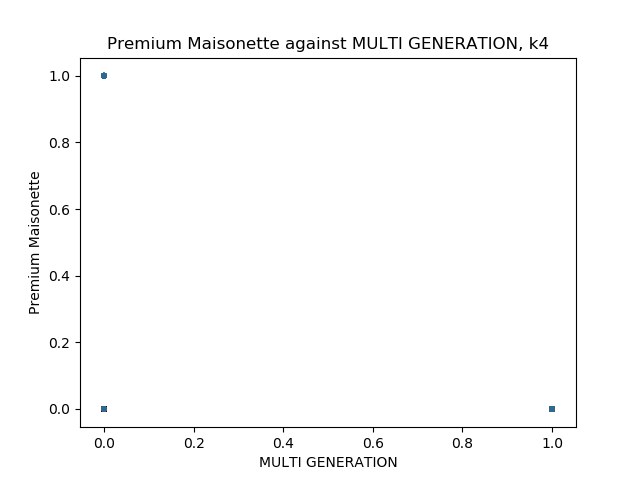 Premium Maisonette against MULTI GENERATION, k4
1.0
0.8
0.6
0.4
0.2
0.0
Premium Maisonette
0.0 0.2 0.4 0.6 0.8 1.0
MULTI GENERATION